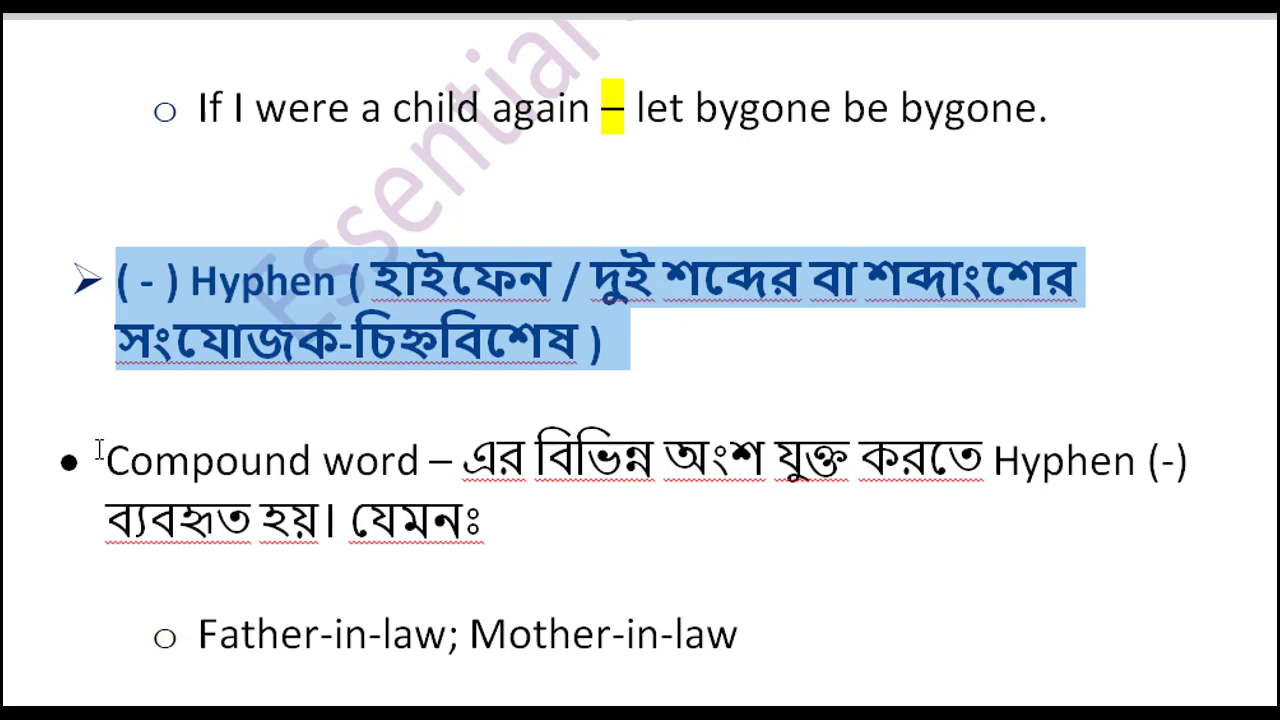 Essential
o If I were a child again – let bygone be bygone.
➢ ( - ) Hyphen ( হাইফেন / দুই শব্দের বা শব্দাংশের
সংযোজক-চিহ্নবিশেষ )
● Compound word – এর বিভিন্ন অংশ যুক্ত করতে Hyphen (-)
ব্যবহৃত হয়। যেমনঃ
o Father-in-law; Mother-in-law